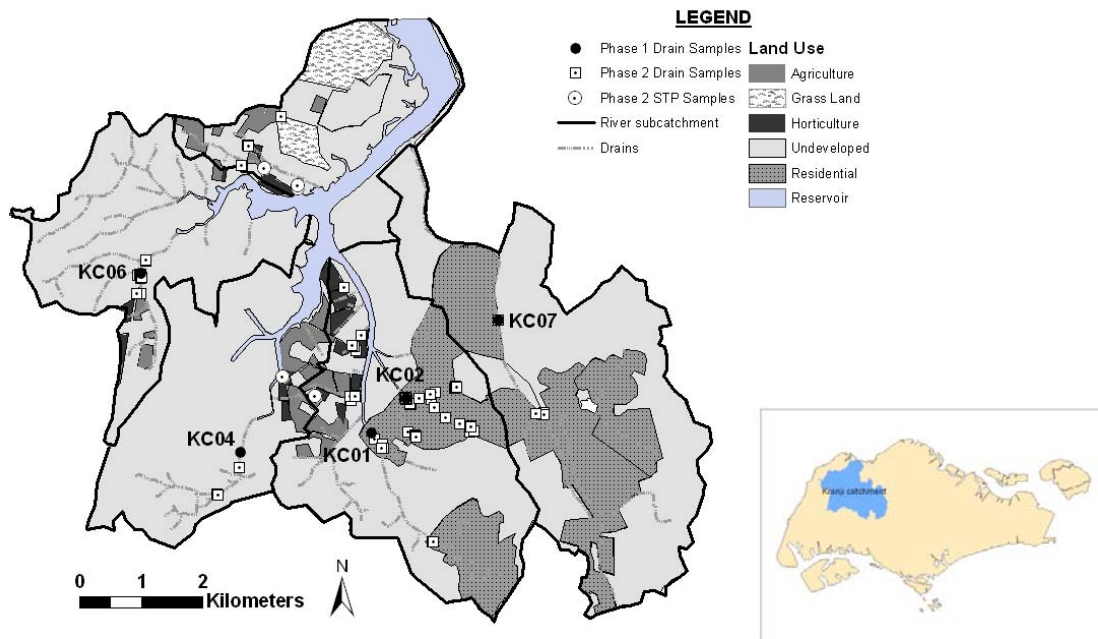 LEGEND
Phase 1 Drain Samples
Phase 2 Drain Samples
Phase 2 STP Samples
River subcatchment
Drains
Land Use
Agriculture
Grass Land
Horticulture
Undeveloped
Residential
Reservoir
KC06
KC07
KC02
KC04
KC01
N
0 1 2
Kilometers
Kranji catchment